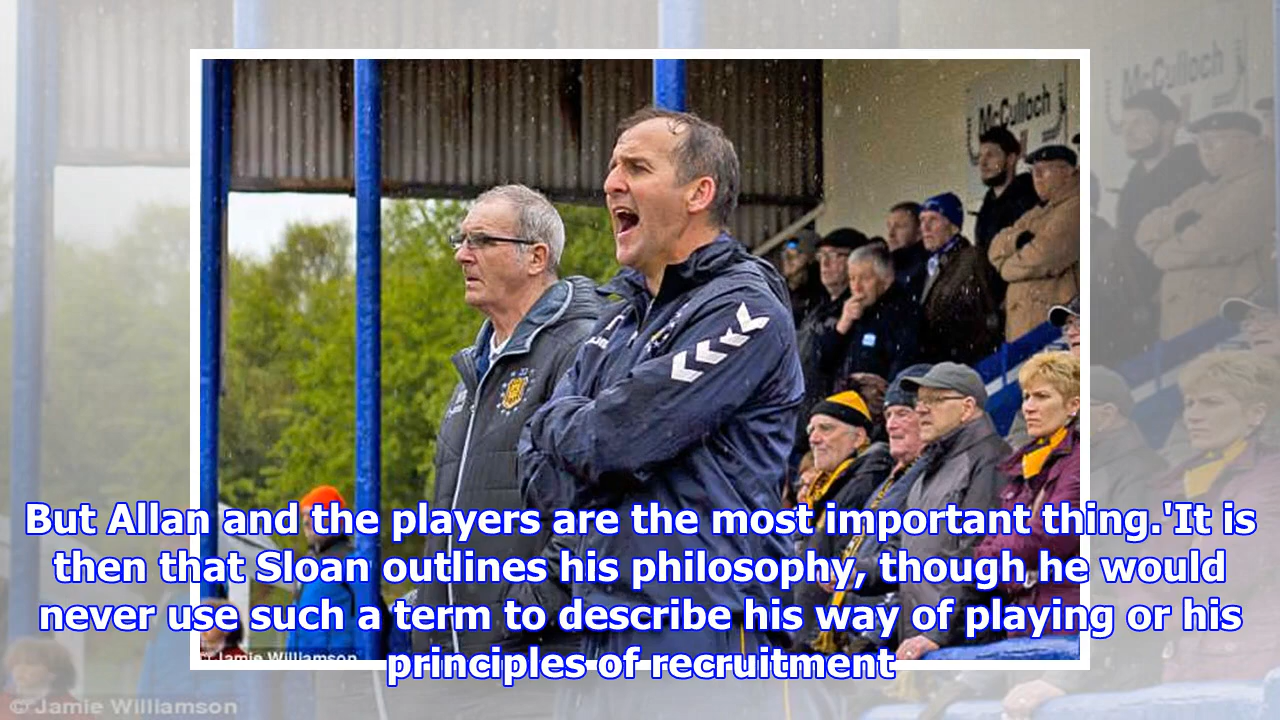 McCulloch
McCulloch
But Allan and the players are the most important thing.'It is
then that Sloan outlines his philosophy, though he would
never use such a term to describe his way of playing or his
principles of recruitment
© Jamie Williamson
© Jamie Williamson